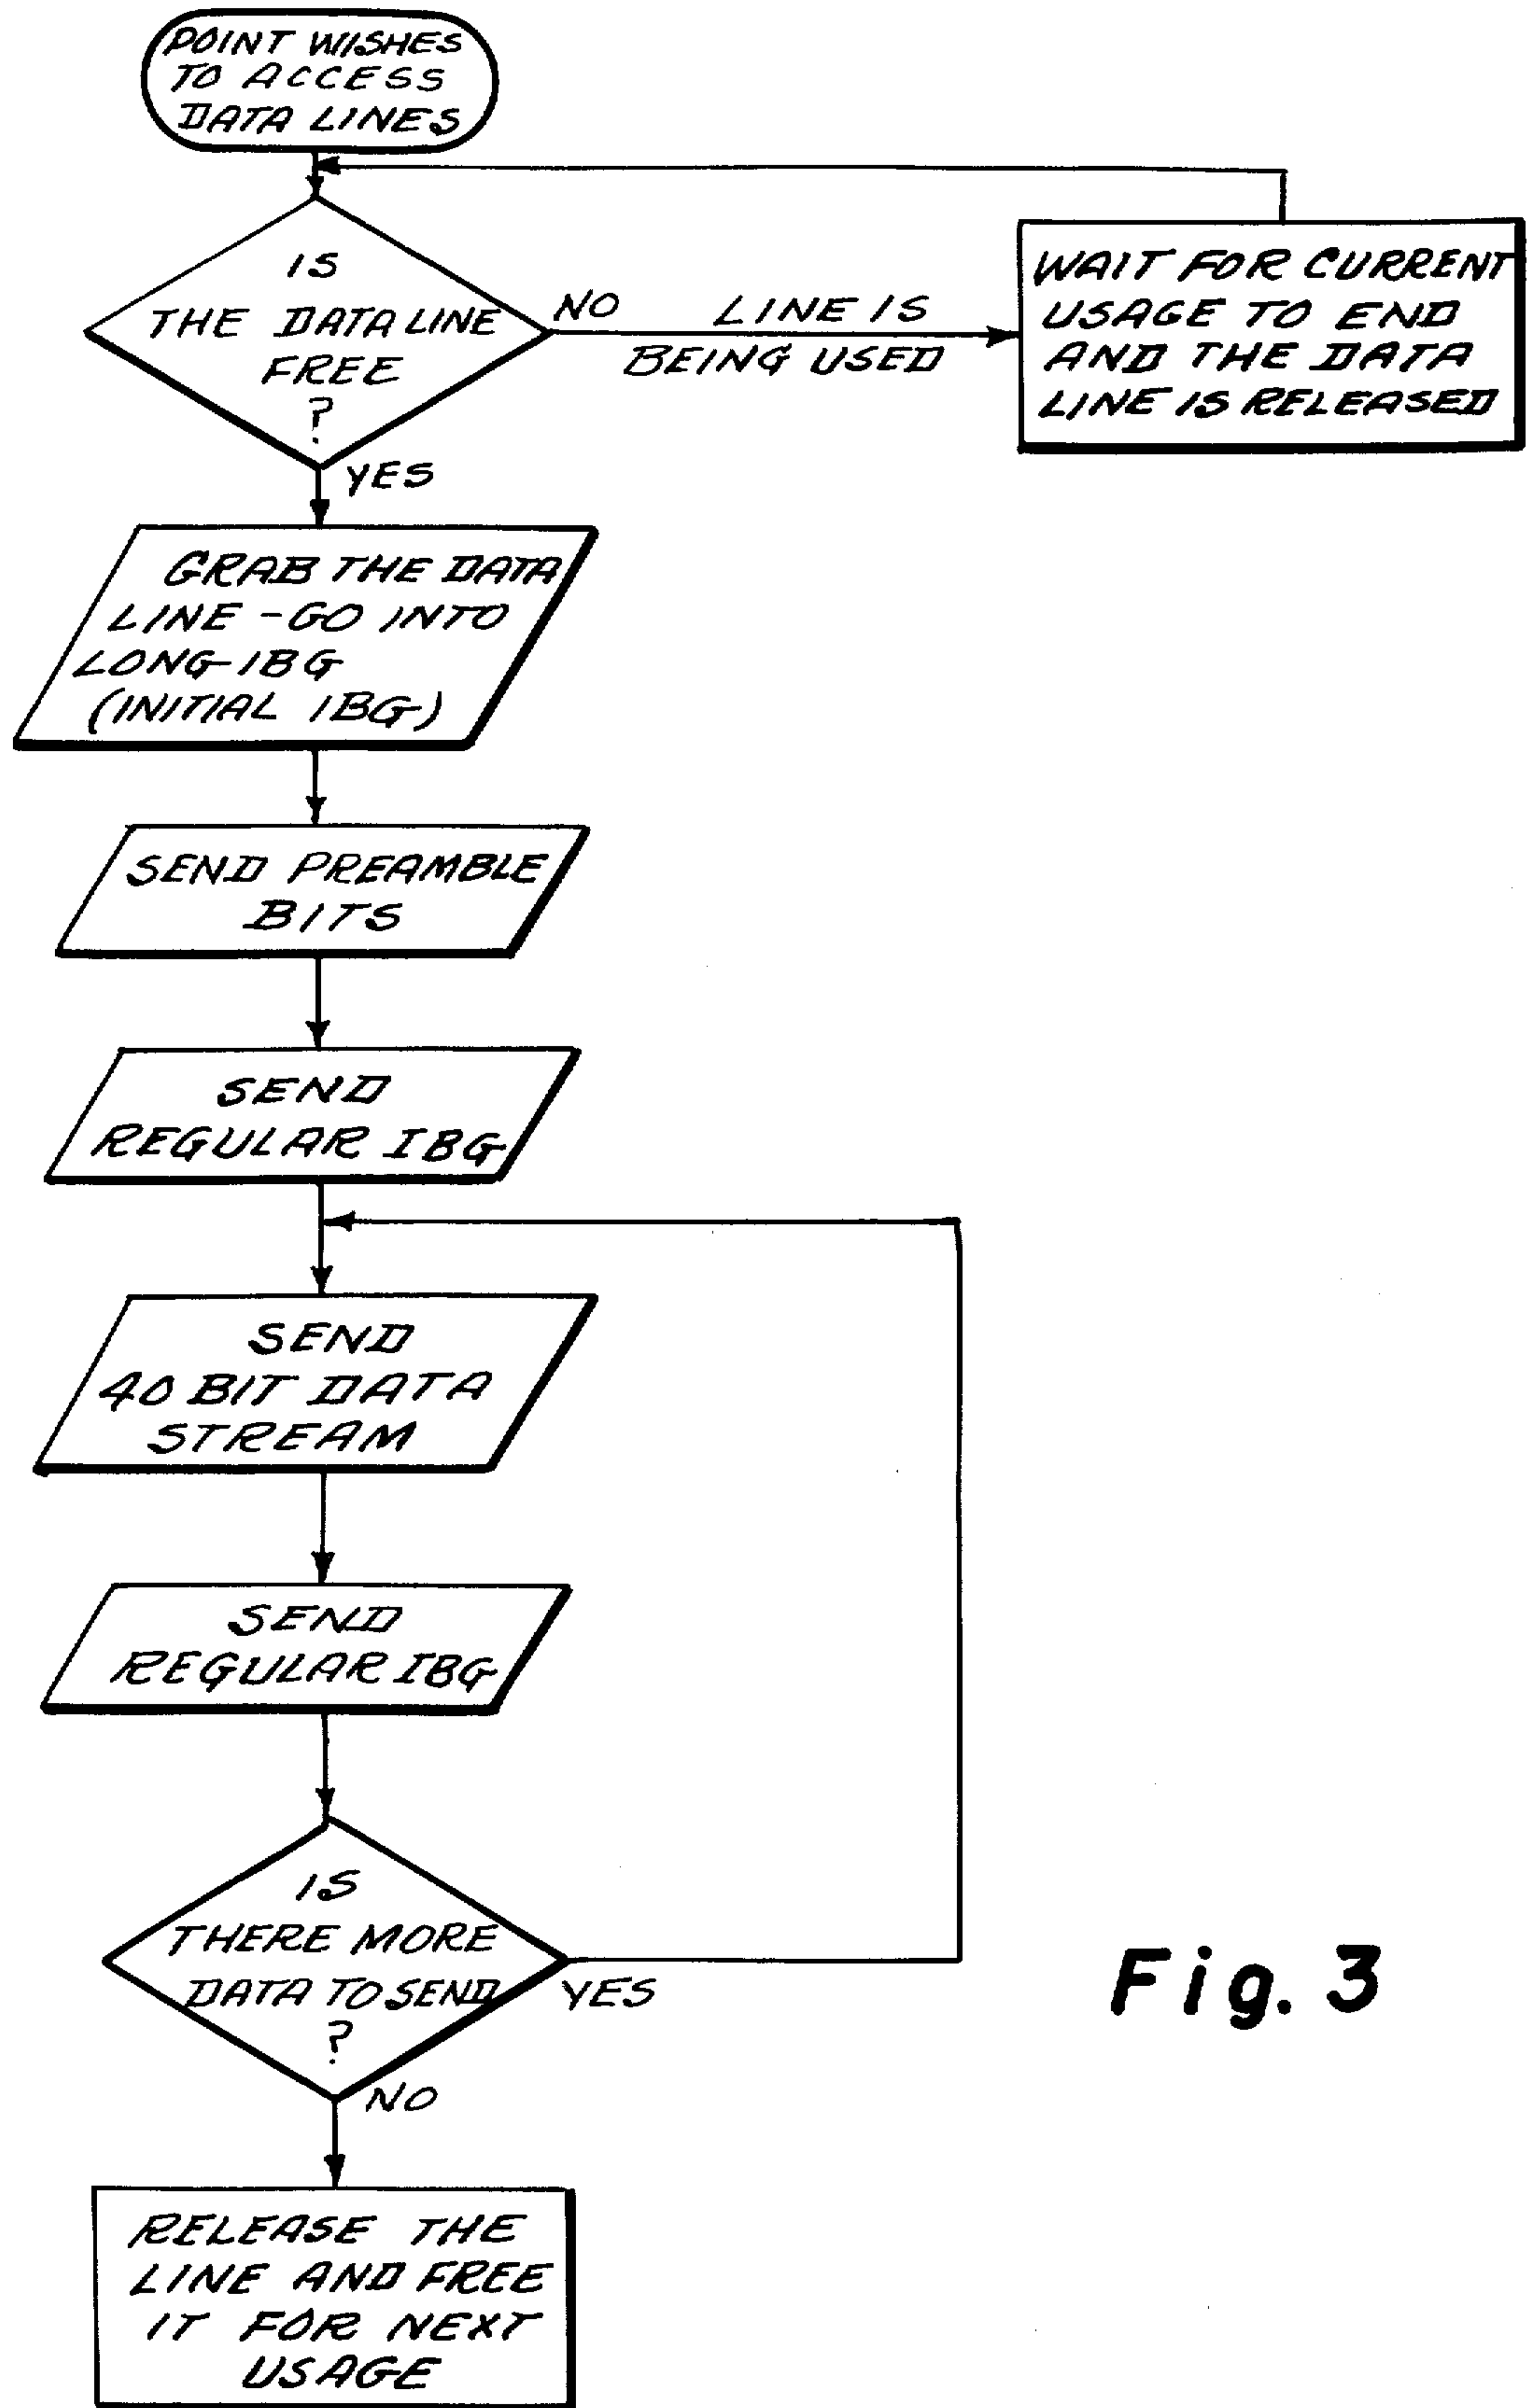 POINT WISHES
TO ACCESS
DATA LINES
IS
THE DATA LINE
FREE
?
NO LINE IS
BEING USED
WAIT FOR CURRENT
USAGE TO END
AND THE DATA
LINE IS RELEASED
YES
GRAB THE DATA
LINE - GO INTO
LONG-IBG
(INITIAL IBG)
SEND PREAMBLE
BITS
SEND
REGULAR IBG
SEND
40 BIT DATA
STREAM
SEND
REGULAR IBG
IS
THERE MORE
DATA TO SEND
?
YES
NO
RELEASE THE
LINE AND FREE
IT FOR NEXT
USAGE
Fig. 3